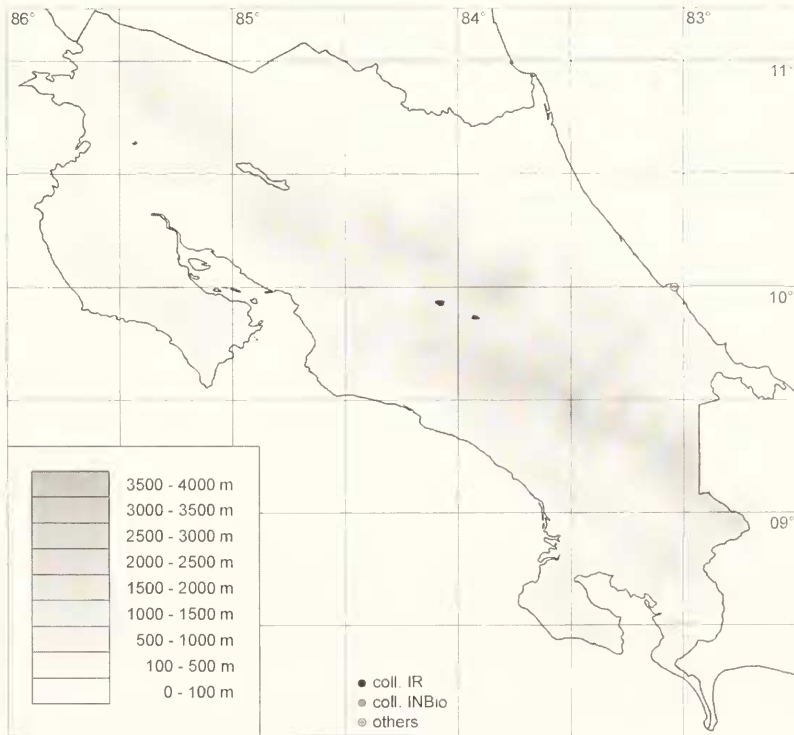 86° 85° 84° 83°
11°
10°
09°
3500 - 4000 m
3000 - 3500 m
2500 - 3000 m
2000 - 2500 m
1500 - 2000 m
1000 - 1500 m
500 - 1000 m
100 - 500 m
0 - 100 m
coll. IR
coll. INBio
others